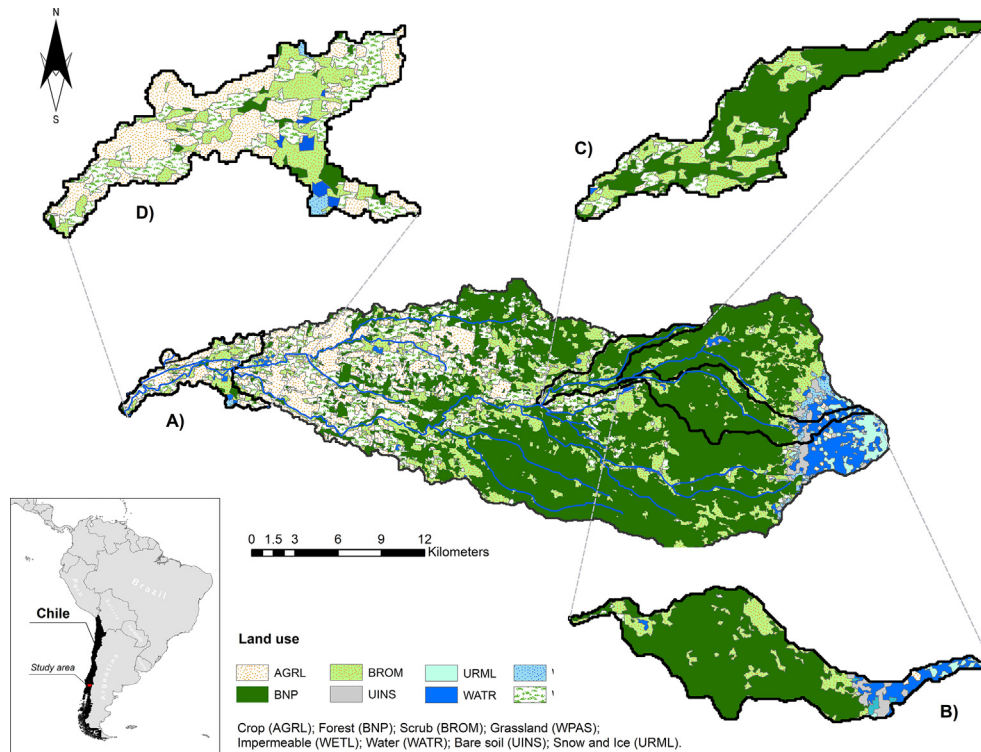 N
S
C)
D)
A)
0 1.5 3 6 9 12
Kilometers
Brazil
Chile
Study area
Argentina
Land use
AGRL BROM URML
BNP UINS WATR
B)
Crop (AGRL); Forest (BNP); Scrub (BROM); Grassland (WPAS);
Impermeable (WETL); Water (WATR); Bare soil (UINS); Snow and Ice (URML).